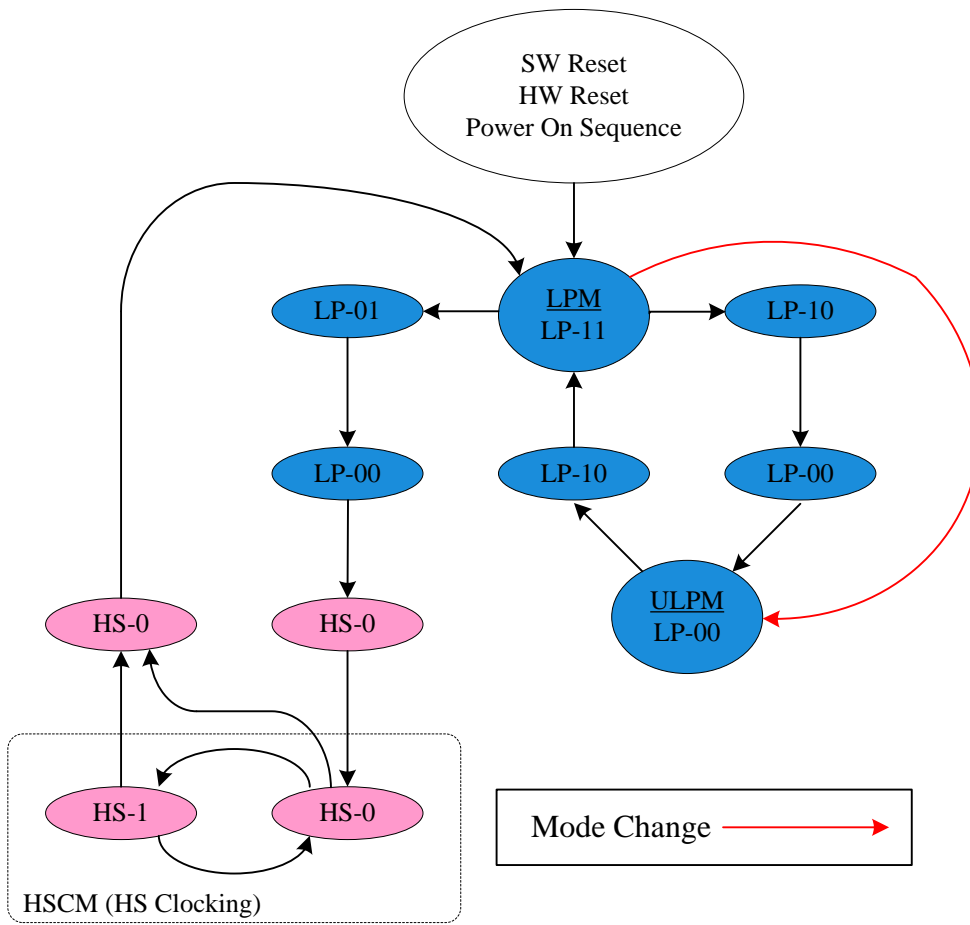 SW Reset
HW Reset
Power On Sequence
LP-01
LPM
LP-11
LP-10
LP-00
LP-10
LP-00
ULPM
LP-00
HS-0
HS-0
HS-1
HS-0
HSCM (HS Clocking)
Mode Change